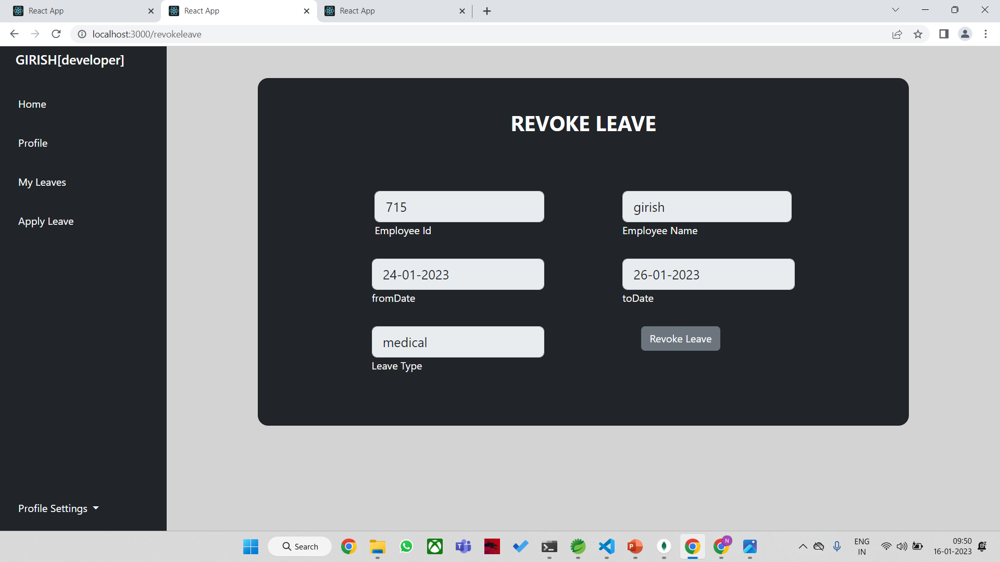 React App
React App
React App
localhost:3000/revokeleave
GIRISH[developer]
Home
Profile
My Leaves
Apply Leave
Profile Settings
REVOKE LEAVE
715
girish
Employee Id
Employee Name
24-01-2023
26-01-2023
fromDate
toDate
medical
Revoke Leave
Leave Type
Search
N
ENG
IN
09:50
16-01-2023